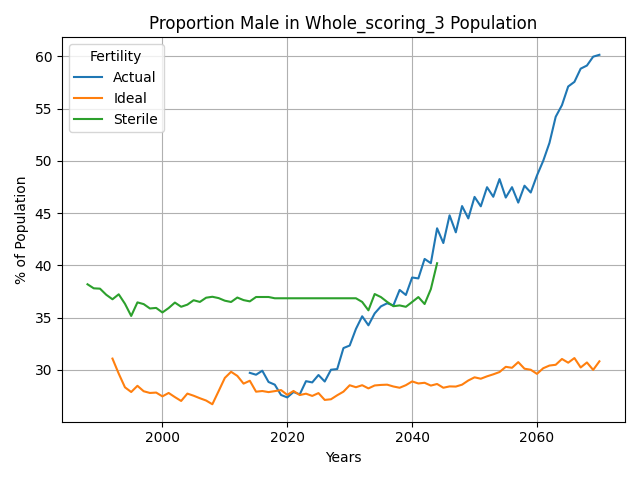 Proportion Male in Whole_scoring_3 Population
Fertility
Actual
Ideal
Sterile
% of Population
60
55
50
45
40
35
30
2000
2020
2040
2060
Years